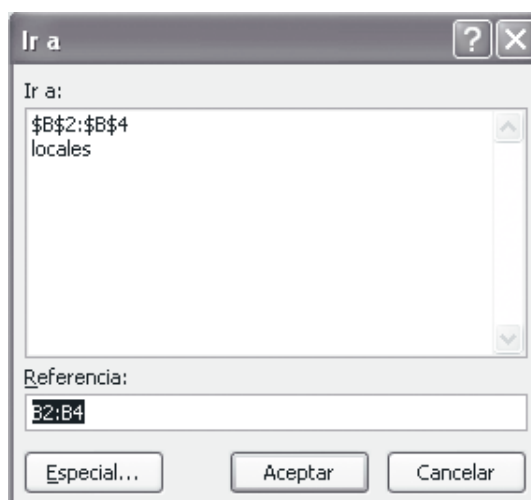 Ir a
Ir a:
$B$2:$B$4
locales
Referencia:
B2:B4
Especial...
Aceptar
Cancelar